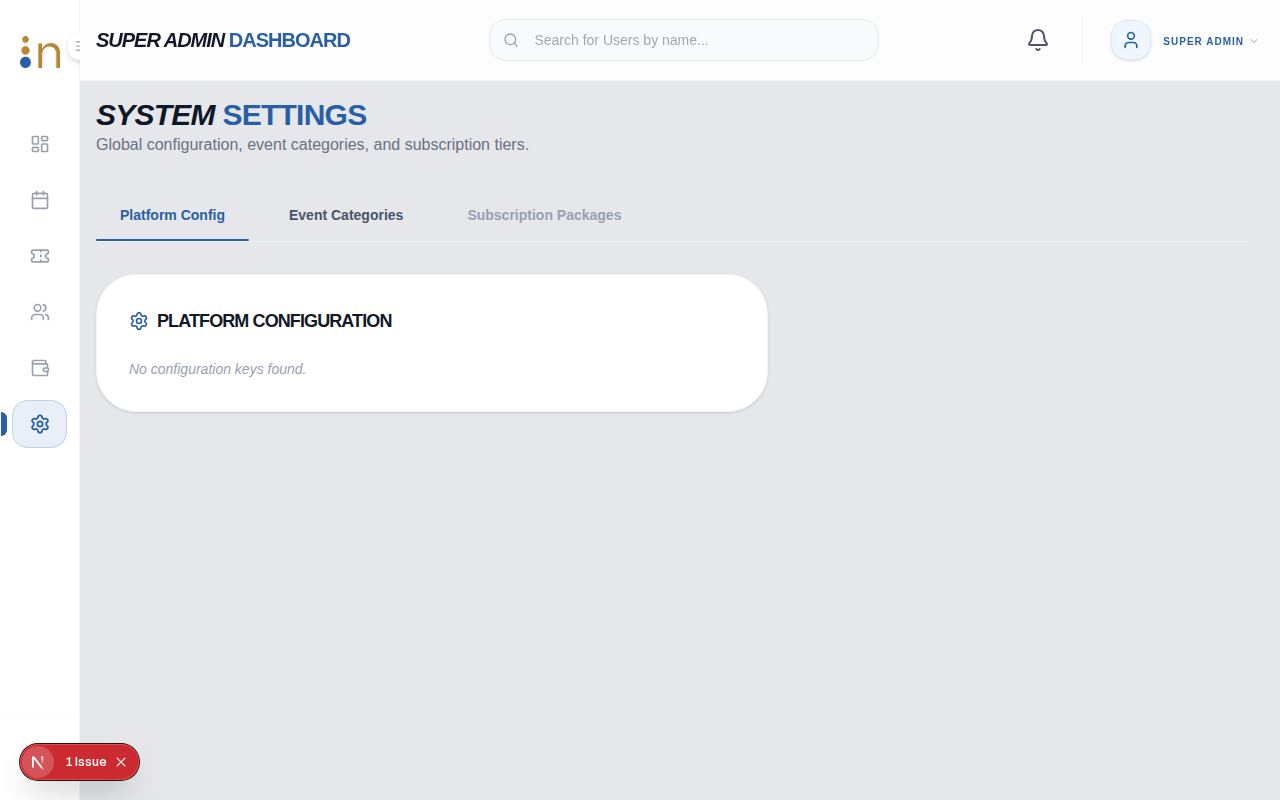 in
SUPER ADMIN DASHBOARD
Search for Users by name...
SUPER ADMIN
SYSTEM SETTINGS
Global configuration, event categories, and subscription tiers.
Platform Config
Event Categories
Subscription Packages
PLATFORM CONFIGURATION
No configuration keys found.
N
1 Issue